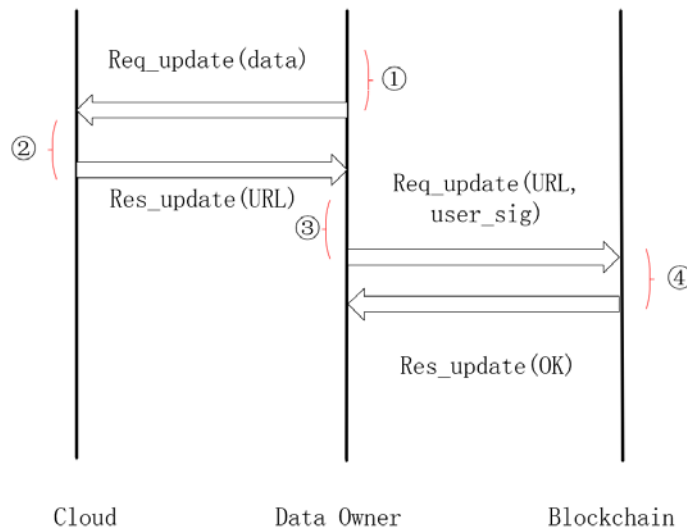 Req_update(data)
①
②
Res_update(URL)
Req_update(URL,
user_sig)
③
④
Res_update(OK)
Cloud
Data Owner
Blockchain